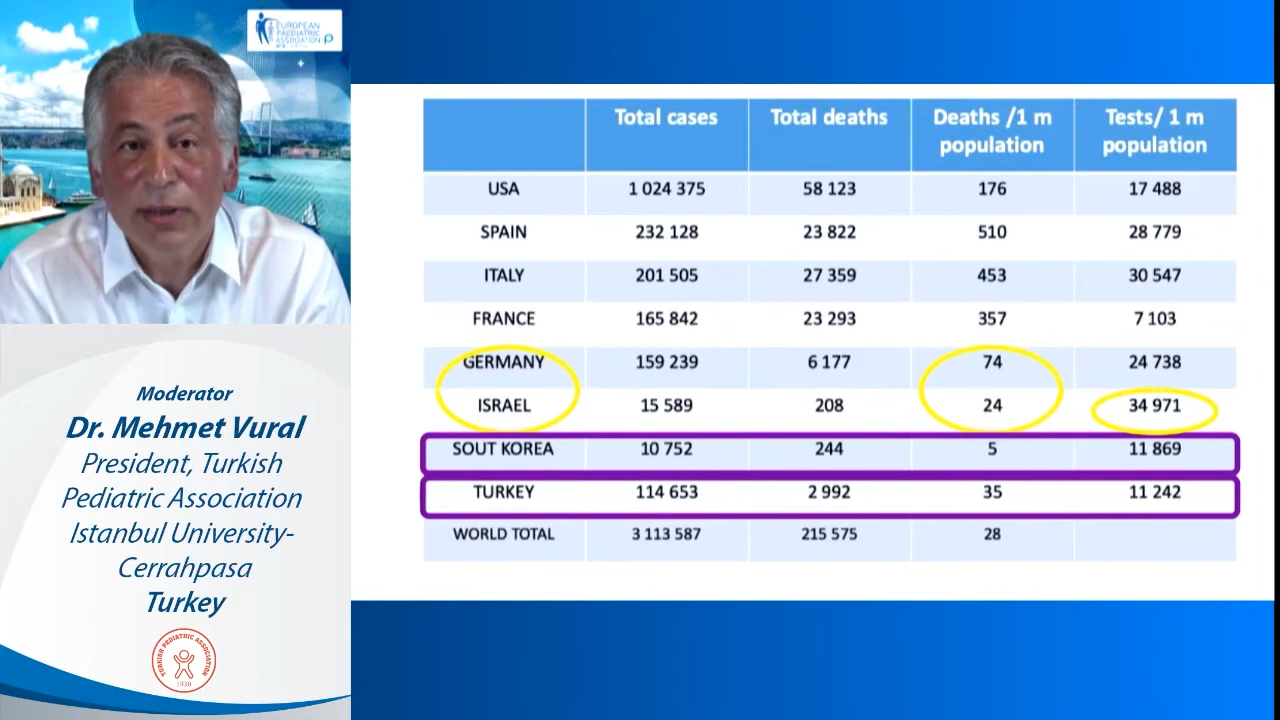 EUROPEAN
PAEDIATRIC
ASSOCIATION
Moderator
Dr. Mehmet Vural
President, Turkish
Pediatric Association
Istanbul University-
Cerrahpasa
Turkey
TURKISH PEDIATRIC ASSOCIATION
1930
Total cases Total deaths Deaths /1 m population Tests/ 1 m population
USA 1 024 375 58 123 176 17 488
SPAIN 232 128 23 822 510 28 779
ITALY 201 505 27 359 453 30 547
FRANCE 165 842 23 293 357 7 103
GERMANY 159 239 6 177 74 24 738
ISRAEL 15 589 208 24 34 971
SOUT KOREA 10 752 244 5 11 869
TURKEY 114 653 2 992 35 11 242
WORLD TOTAL 3 113 587 215 575 28